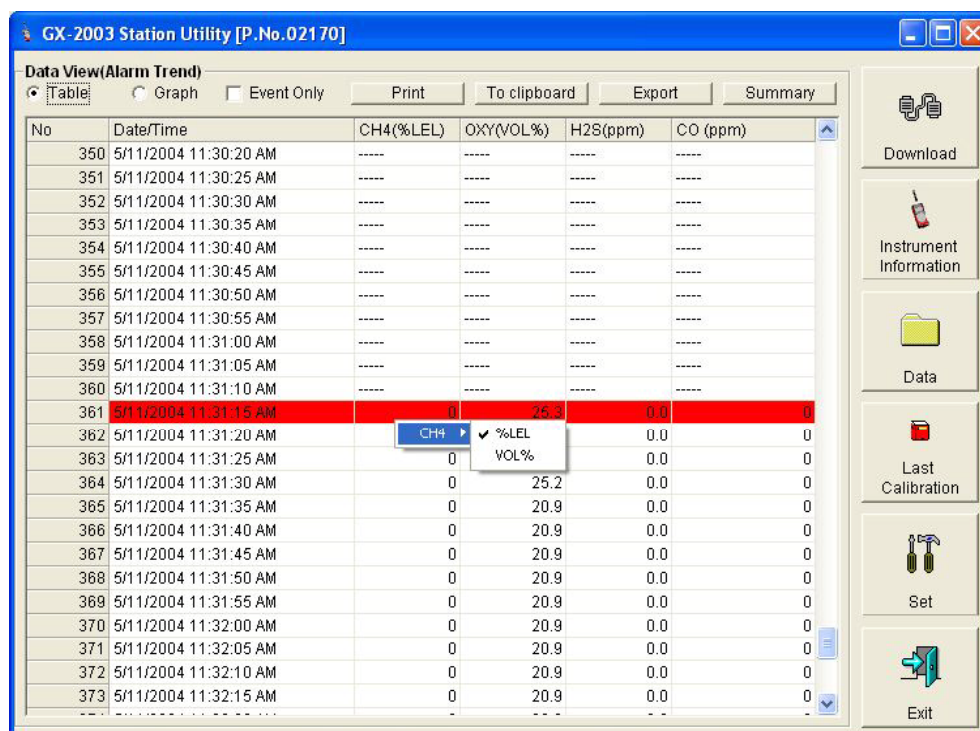 GX-2003 Station Utility [P.No.02170]
Data View(Alarm Trend)
Table Graph Event Only Print To clipboard Export Summary
No Date/Time CH4(%LEL) OXY(VOL%) H2S(ppm) CO (ppm)
350 5/11/2004 11:30:20 AM ----- ----- ----- -----
351 5/11/2004 11:30:25 AM ----- ----- ----- -----
352 5/11/2004 11:30:30 AM ----- ----- ----- -----
353 5/11/2004 11:30:35 AM ----- ----- ----- -----
354 5/11/2004 11:30:40 AM ----- ----- ----- -----
355 5/11/2004 11:30:45 AM ----- ----- ----- -----
356 5/11/2004 11:30:50 AM ----- ----- ----- -----
357 5/11/2004 11:30:55 AM ----- ----- ----- -----
358 5/11/2004 11:31:00 AM ----- ----- ----- -----
359 5/11/2004 11:31:05 AM ----- ----- ----- -----
360 5/11/2004 11:31:10 AM ----- ----- ----- -----
361 5/11/2004 11:31:15 AM 0 25.3 0.0 0
362 5/11/2004 11:31:20 AM 0.0 0
363 5/11/2004 11:31:25 AM 0 0.0 0
364 5/11/2004 11:31:30 AM 0 25.2 0.0 0
365 5/11/2004 11:31:35 AM 0 20.9 0.0 0
366 5/11/2004 11:31:40 AM 0 20.9 0.0 0
367 5/11/2004 11:31:45 AM 0 20.9 0.0 0
368 5/11/2004 11:31:50 AM 0 20.9 0.0 0
369 5/11/2004 11:31:55 AM 0 20.9 0.0 0
370 5/11/2004 11:32:00 AM 0 20.9 0.0 0
371 5/11/2004 11:32:05 AM 0 20.9 0.0 0
372 5/11/2004 11:32:10 AM 0 20.9 0.0 0
373 5/11/2004 11:32:15 AM 0 20.9 0.0 0
CH4
%LEL
VOL%
Download
Instrument
Information
Data
Last
Calibration
Set
Exit